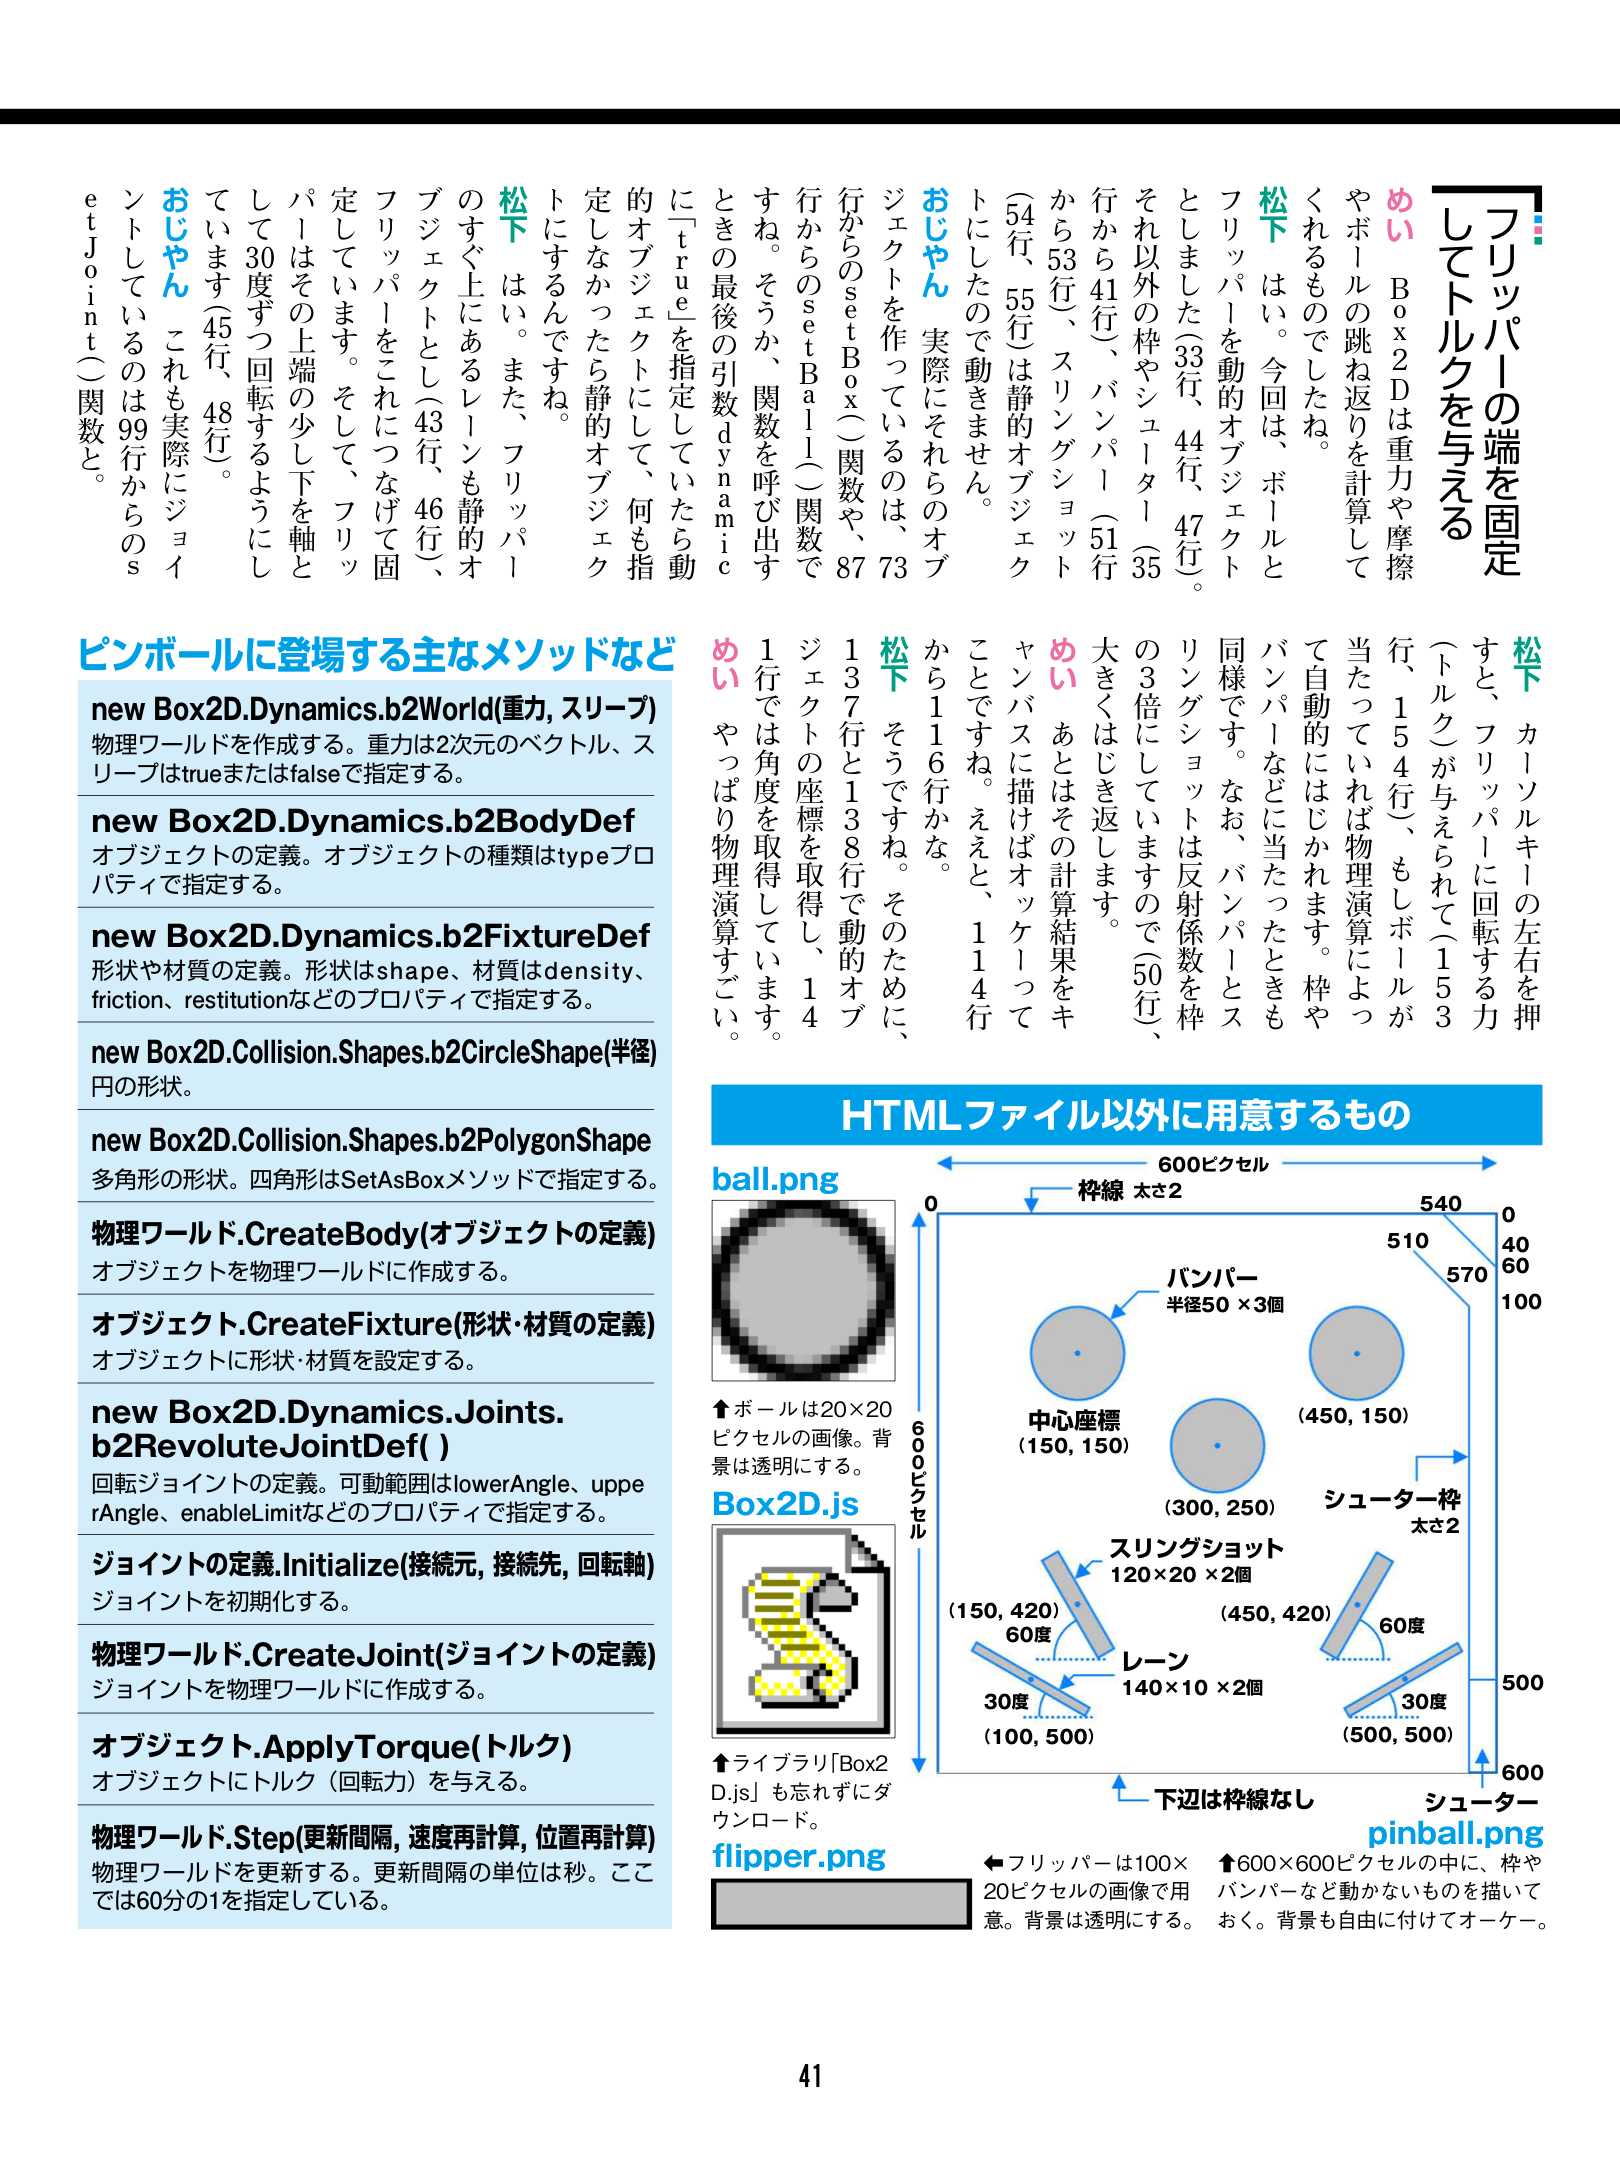 フリッパーの端を固定
してトルクを与える
めい　Box2Dは重力や摩擦
やボールの跳ね返りを計算して
くれるものでしたね。
松下　はい。今回は、ボールと
フリッパーを動的オブジェクト
としました（33行、44行、47行）。
それ以外の枠やシューター（35
行から41行）、バンパー（51行
から53行）、スリングショット
（54行、55行）は静的オブジェク
トにしたので動きません。
おじやん　実際にそれらのオブ
ジェクトを作っているのは、73
行からのsetBox()関数や、87
行からのsetBall()関数で
すね。そうか、関数を呼び出す
ときの最後の引数dynamic
に「true」を指定していたら動
的オブジェクトにして、何も指
定しなかったら静的オブジェク
トにするんですね。
松下　はい。また、フリッパー
のすぐ上にあるレーンも静的オ
ブジェクトとし（43行、46行）、
フリッパーをこれにつなげて固
定しています。そして、フリッ
パーはその上端の少し下を軸と
して30度ずつ回転するようにし
ています（45行、48行）。
おじやん　これも実際にジョイ
ントしているのは99行からのs
etJoint()関数と。
松下　カーソルキーの左右を押
すと、フリッパーに回転する力
（トルク）が与えられて（153
行、154行）、もしボールが
当たっていれば物理演算によっ
て自動的にはじかれます。枠や
バンパーなどに当たったときも
同様です。なお、バンパーとス
リングショットは反射係数を枠
の3倍にしていますので（50行）、
大きくはじき返します。
めい　あとはその計算結果をキ
ャンバスに描けばオッケーって
ことですね。ええと、114行
から116行かな。
松下　そうですね。そのために、
137行と138行で動的オブ
ジェクトの座標を取得し、14
1行では角度を取得しています。
めい　やっぱり物理演算すごい。
ピンボールに登場する主なメソッドなど
new Box2D.Dynamics.b2World(重力, スリープ)
物理ワールドを作成する。重力は2次元のベクトル、ス
リープはtrueまたはfalseで指定する。
new Box2D.Dynamics.b2BodyDef
オブジェクトの定義。オブジェクトの種類はtypeプロ
パティで指定する。
new Box2D.Dynamics.b2FixtureDef
形状や材質の定義。形状はshape、材質はdensity、
friction、restitutionなどのプロパティで指定する。
new Box2D.Collision.Shapes.b2CircleShape(半径)
円の形状。
new Box2D.Collision.Shapes.b2PolygonShape
多角形の形状。四角形はSetAsBoxメソッドで指定する。
物理ワールド.CreateBody(オブジェクトの定義)
オブジェクトを物理ワールドに作成する。
オブジェクト.CreateFixture(形状・材質の定義)
オブジェクトに形状・材質を設定する。
new Box2D.Dynamics.Joints.
b2RevoluteJointDef( )
回転ジョイントの定義。可動範囲はlowerAngle、uppe
rAngle、enableLimitなどのプロパティで指定する。
ジョイントの定義.Initialize(接続元, 接続先, 回転軸)
ジョイントを初期化する。
物理ワールド.CreateJoint(ジョイントの定義)
ジョイントを物理ワールドに作成する。
オブジェクト.ApplyTorque(トルク)
オブジェクトにトルク（回転力）を与える。
物理ワールド.Step(更新間隔, 速度再計算, 位置再計算)
物理ワールドを更新する。更新間隔の単位は秒。ここ
では60分の1を指定している。
HTMLファイル以外に用意するもの
ball.png
⬆ボールは20×20
ピクセルの画像。背
景は透明にする。
Box2D.js
⬆ライブラリ「Box2
D.js」も忘れずにダ
ウンロード。
flipper.png
⬅フリッパーは100×
20ピクセルの画像で用
意。背景は透明にする。
600ピクセル
枠線 太さ2
0
540
0
510
40
60
570
100
バンパー
半径50 ×3個
中心座標
(150, 150)
(450, 150)
(300, 250)
600ピクセル
シューター枠
太さ2
スリングショット
120×20 ×2個
(150, 420)
60度
(450, 420)
60度
レーン
140×10 ×2個
30度
(100, 500)
30度
(500, 500)
500
600
下辺は枠線なし
シューター
pinball.png
⬆600×600ピクセルの中に、枠や
バンパーなど動かないものを描いて
おく。背景も自由に付けてオーケー。
41